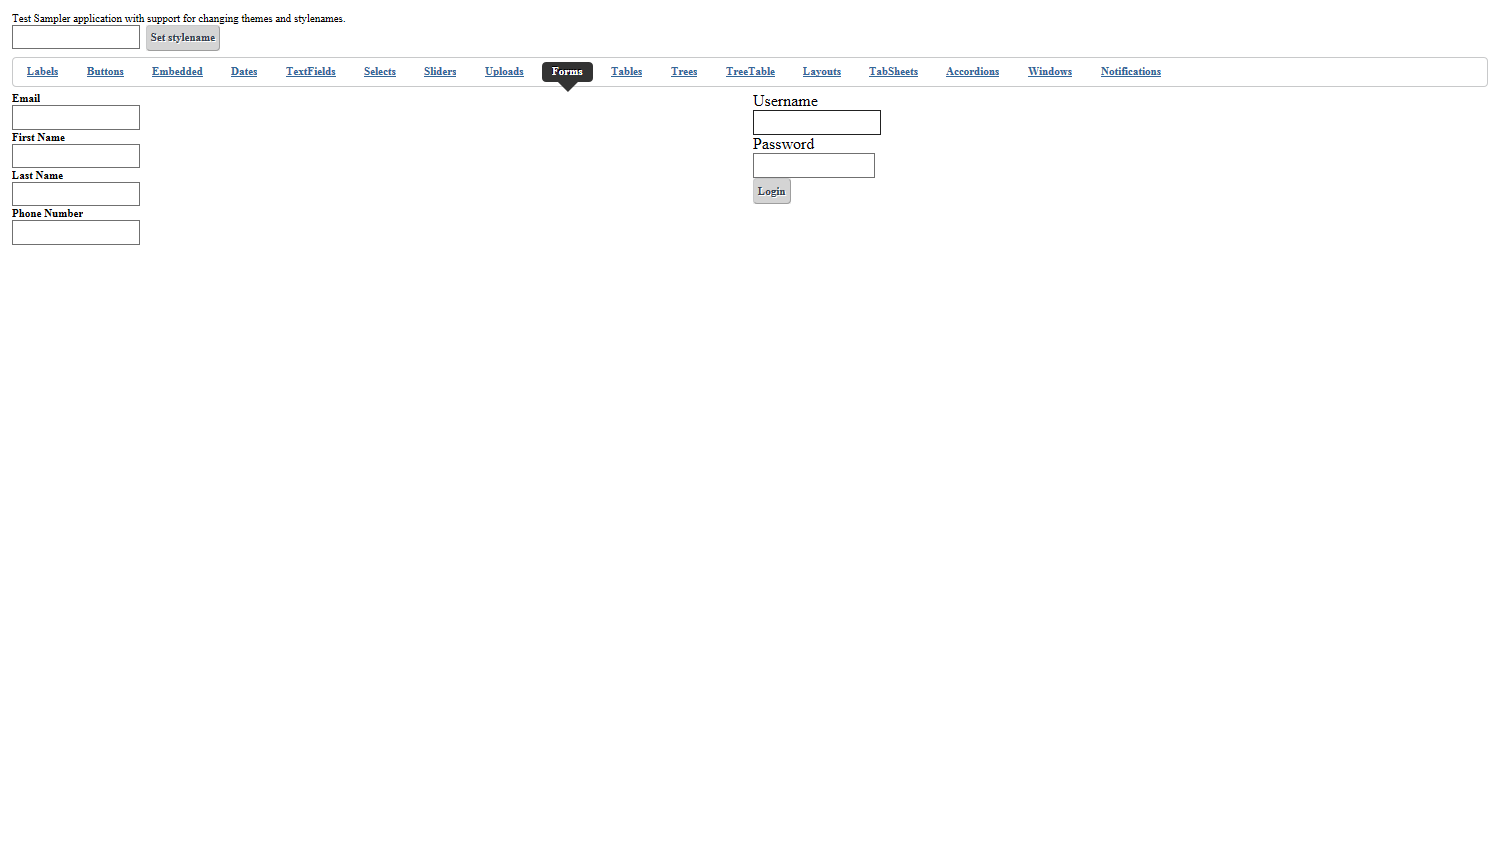 Test Sampler application with support for changing themes and stylenames.
Set stylename
Labels Buttons Embedded Dates TextFields Selects Sliders Uploads Forms Tables Trees TreeTable Layouts TabSheets Accordions Windows Notifications
Email
First Name
Last Name
Phone Number
Username
Password
Login